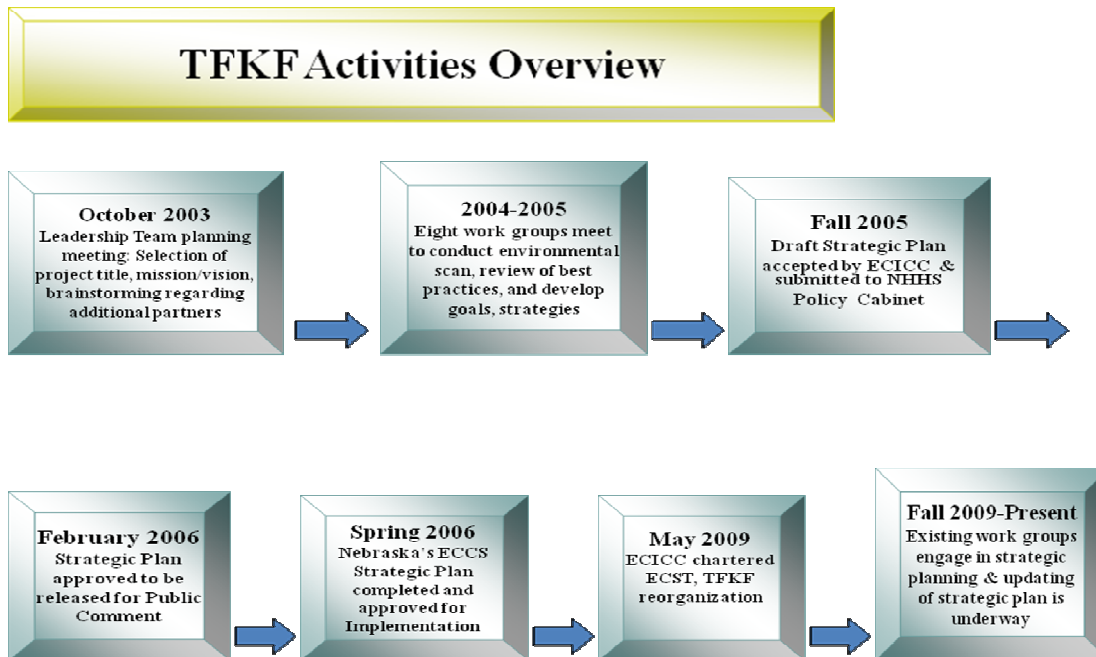 TFKF Activities Overview
October 2003
Leadership Team planning
meeting: Selection of
project title, mission/vision,
brainstorming regarding
additional partners
2004-2005
Eight work groups meet
to conduct environmental
scan, review of best
practices, and develop
goals, strategies
Fall 2005
Draft Strategic Plan
accepted by ECICC & 
submitted to NHHS
Policy Cabinet
February 2006
Strategic Plan
approved to be
released for Public
Comment
Spring 2006
Nebraska's ECCS
Strategic Plan
completed and
approved for
Implementation
May 2009
ECICC chartered
ECST, TFKF
reorganization
Fall 2009-Present
Existing work groups
engage in strategic
planning & updating
of strategic plan is
underway